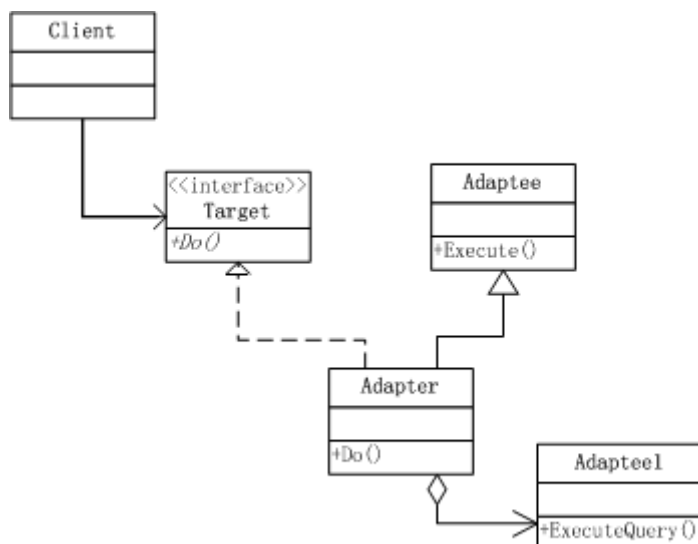 Client
<<interface>>
Target
+Do()
Adaptee
+Execute()
Adapter
+Do()
Adaptee1
+ExecuteQuery()